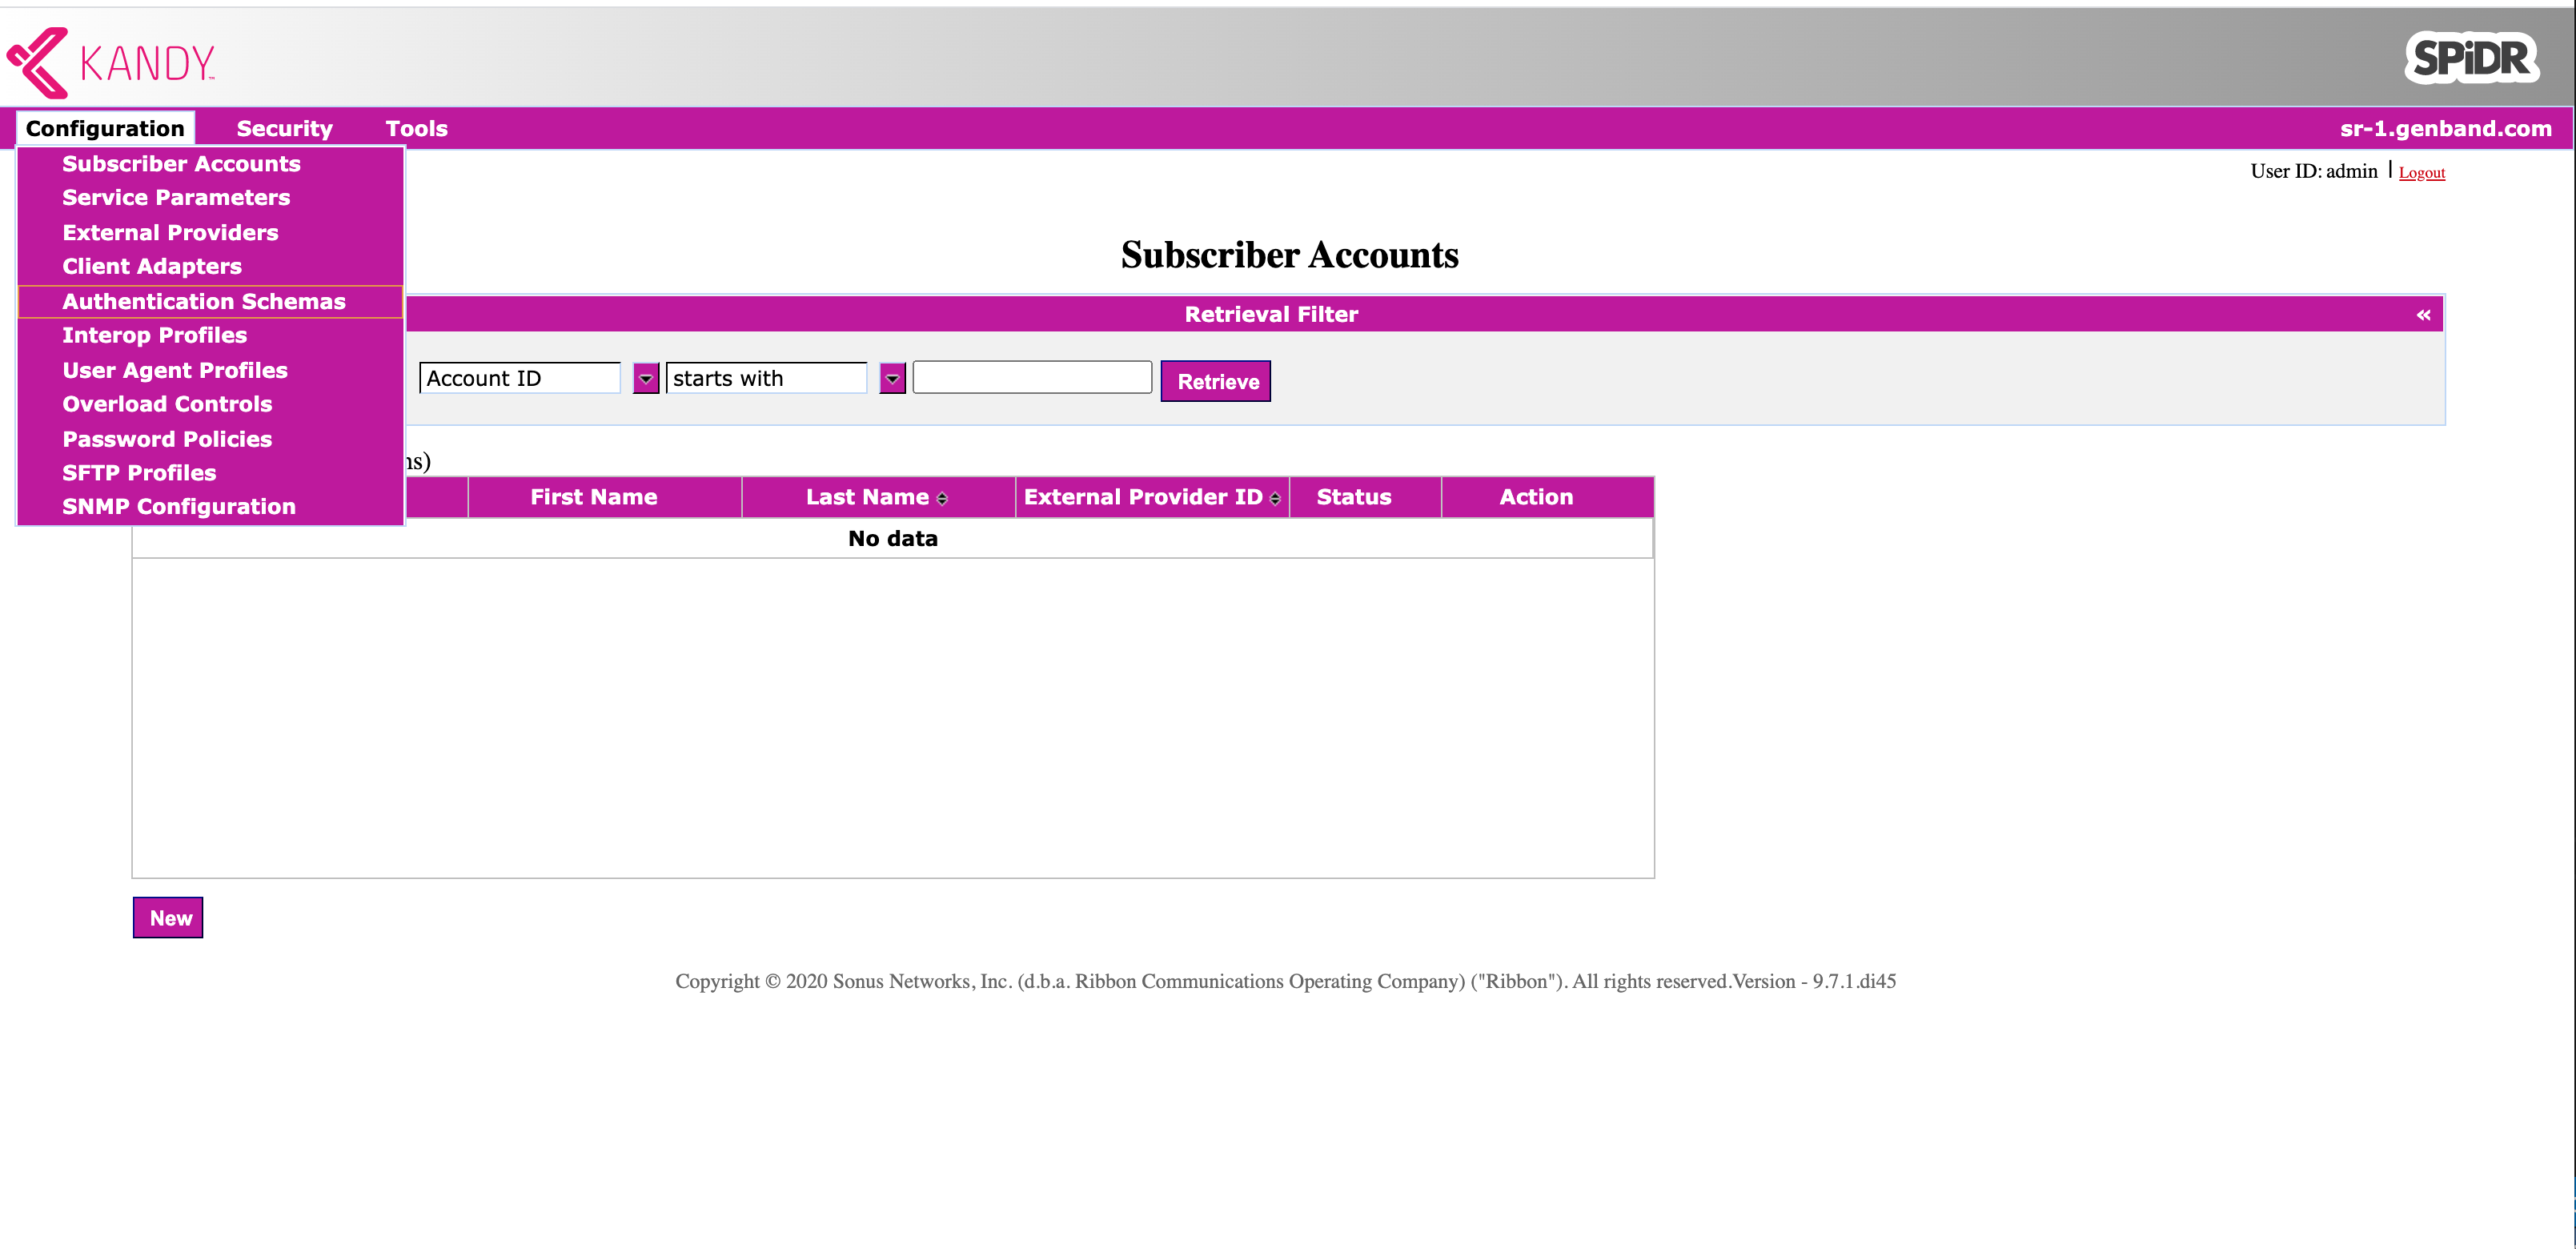 KANDY™
SPiDR
Configuration Security Tools sr-1.genband.com
Subscriber Accounts
Service Parameters
External Providers
Client Adapters
Authentication Schemas
Interop Profiles
User Agent Profiles
Overload Controls
Password Policies
SFTP Profiles
SNMP Configuration
User ID: admin | Logout
Subscriber Accounts
Retrieval Filter «
Account ID starts with Retrieve
First Name Last Name External Provider ID Status Action
No data
New
Copyright © 2020 Sonus Networks, Inc. (d.b.a. Ribbon Communications Operating Company) ("Ribbon"). All rights reserved.Version - 9.7.1.di45